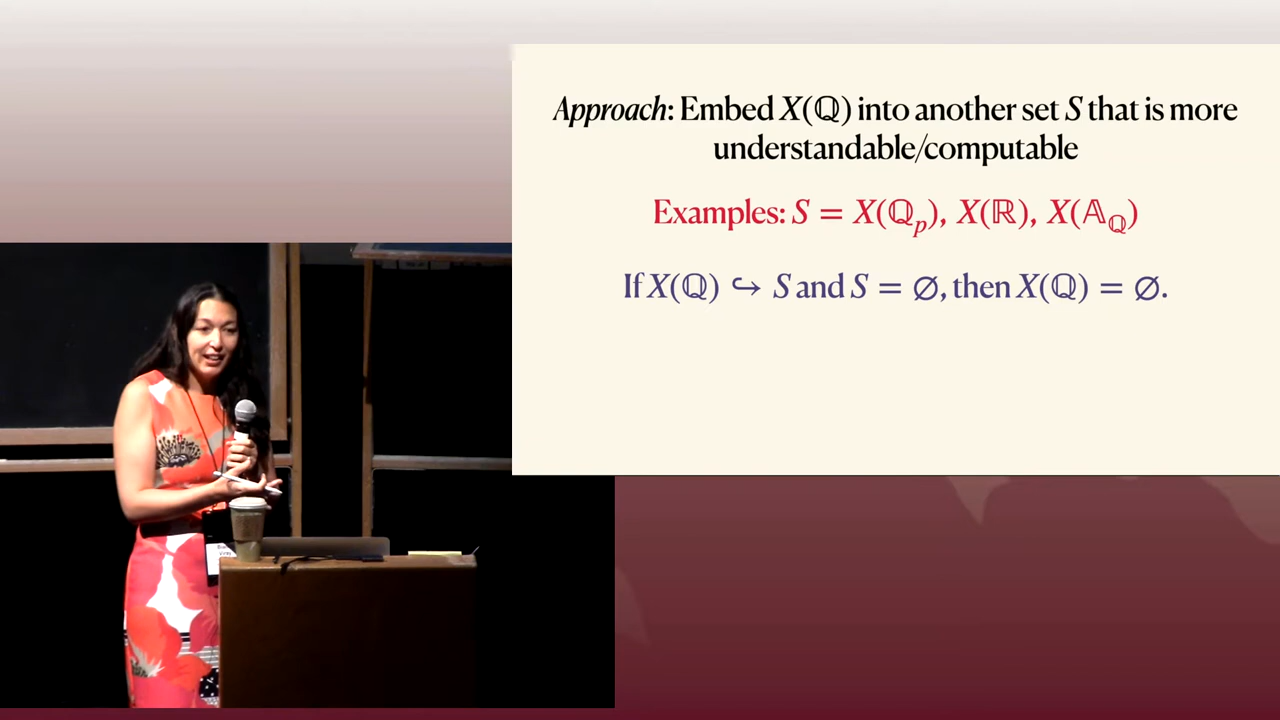 Approach: Embed X(ℚ) into another set S that is more
understandable/computable
Examples: S = X(ℚ_p), X(ℝ), X(𝔸_ℚ)
If X(ℚ) ↪ S and S = ∅, then X(ℚ) = ∅.